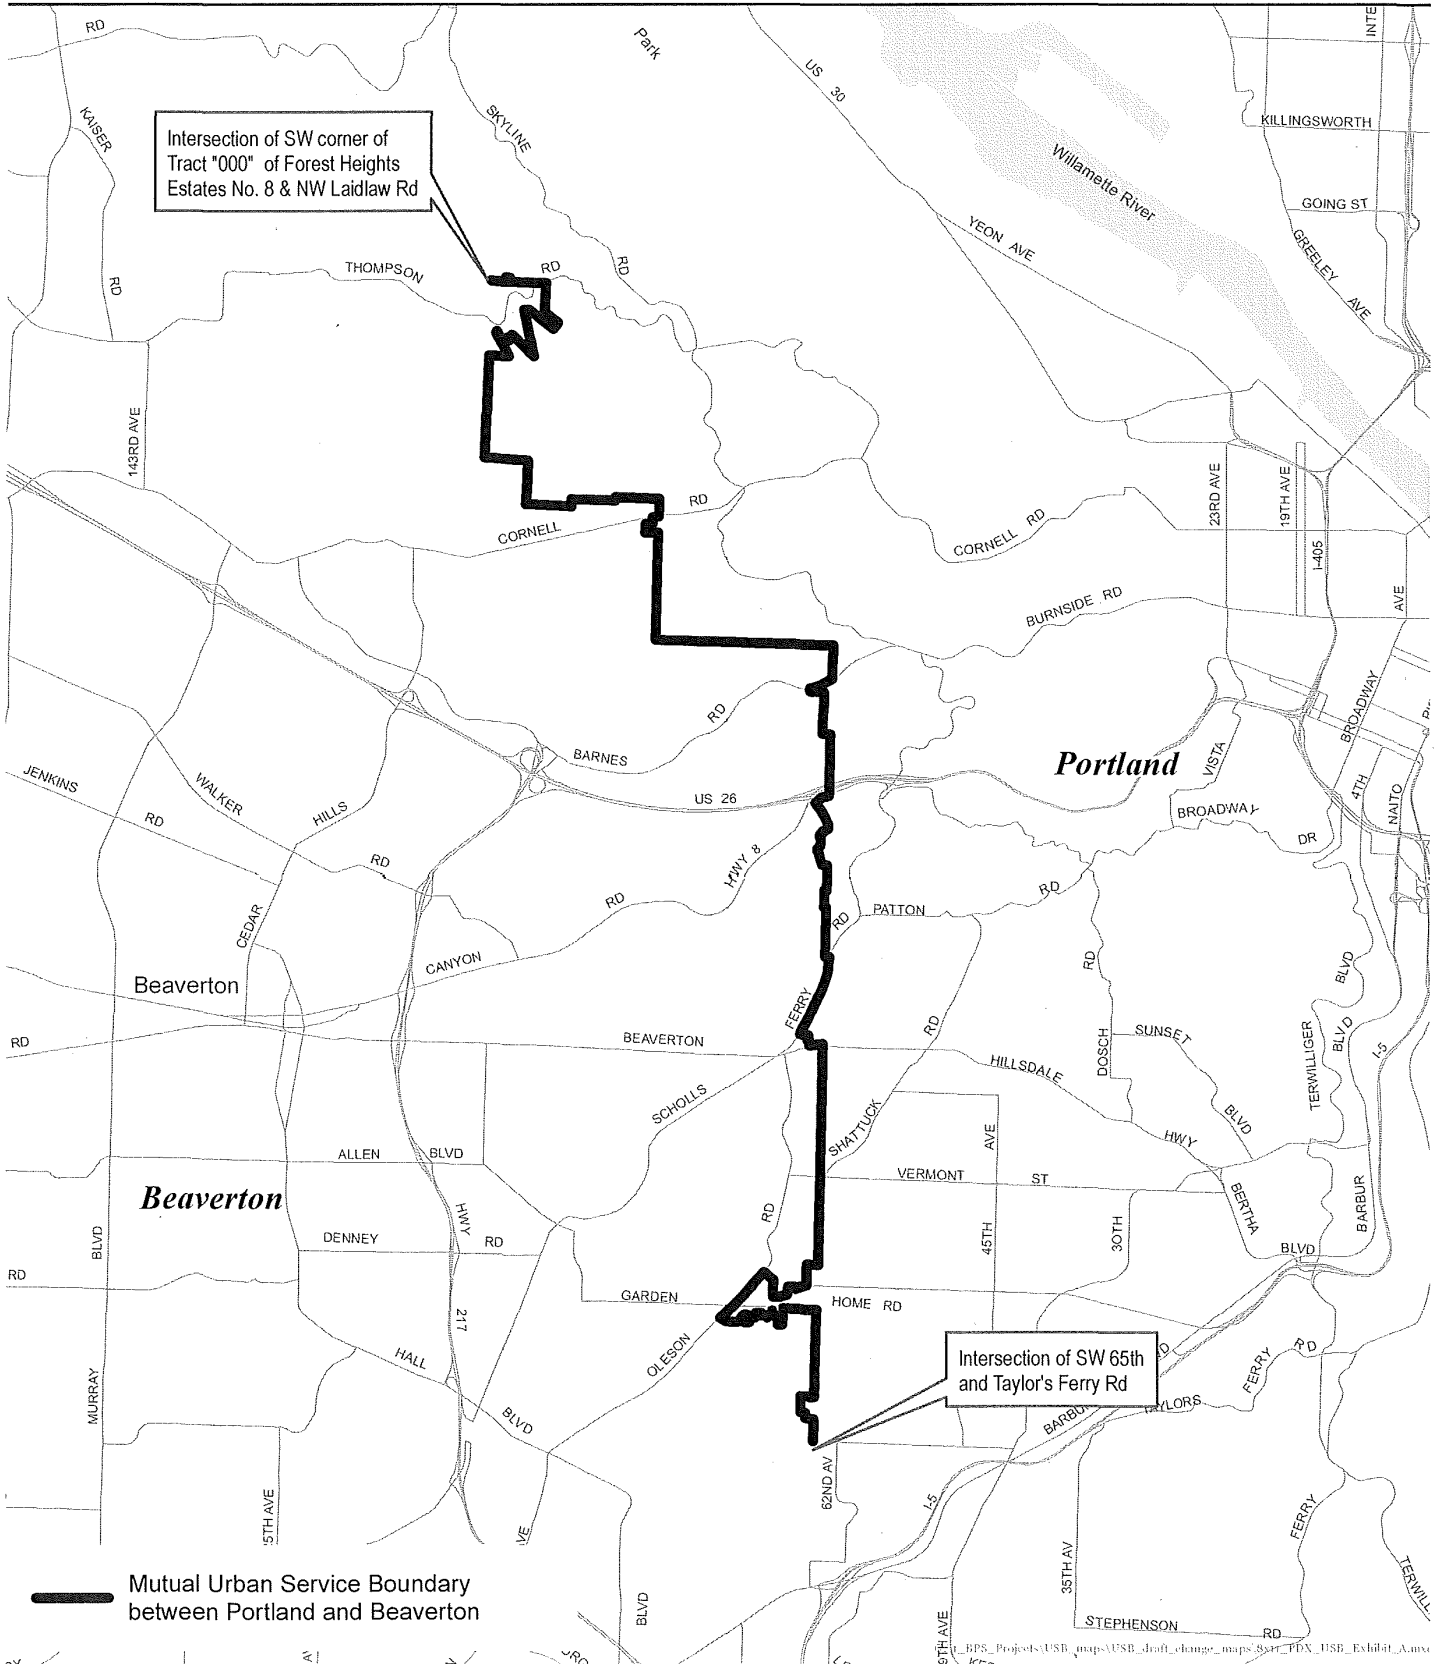 RD
Park
US 30
INTE
KAISER
SKYLINE
KILLINGSWORTH
Intersection of SW corner of
Tract "000" of Forest Heights
Estates No. 8 & NW Laidlaw Rd
Willamette River
GOING ST
YEON AVE
GREELEY AVE
THOMPSON
RD
RD
RD
143RD AVE
23RD AVE
19TH AVE
RD
CORNELL
CORNELL RD
I-405
BURNSIDE RD
AVE
RD
BROADWAY
BARNES
Portland
VISTA
JENKINS
WALKER
US 26
4TH
NAITO
RD
HILLS
BROADWAY
DR
RD
HWY 8
RD
RD
PATTON
RD
CEDAR
CANYON
RD
BLVD
Beaverton
FERRY
RD
TERWILLIGER
BLVD
I-5
RD
BEAVERTON
HILLSDALE
DOSCH
SUNSET
SCHOLLS
SHATTUCK
BLVD
AVE
HWY
ALLEN
BLVD
VERMONT
ST
Beaverton
BERTHA
BARBUR
HWY
RD
45TH
30TH
BLVD
DENNEY
RD
BLVD
RD
GARDEN
HOME RD
217
HALL
OLESON
Intersection of SW 65th
and Taylor's Ferry Rd
RD
FERRY
RD
MURRAY
BLVD
BARBU
TAYLORS
62ND AV
I-5
5TH AVE
VE
FERRY
35TH AV
TERWILL
Mutual Urban Service Boundary
between Portland and Beaverton
BLVD
STEPHENSON
RD
9TH AVE